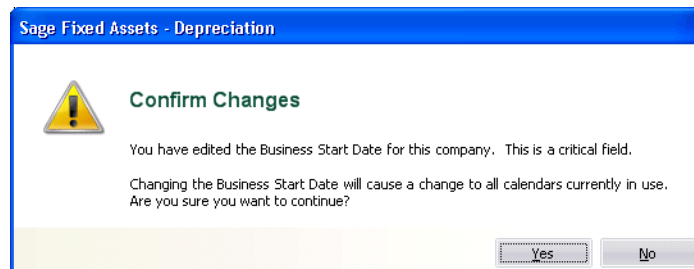 Sage Fixed Assets - Depreciation
Confirm Changes
You have edited the Business Start Date for this company. This is a critical field.
Changing the Business Start Date will cause a change to all calendars currently in use.
Are you sure you want to continue?
Yes
No